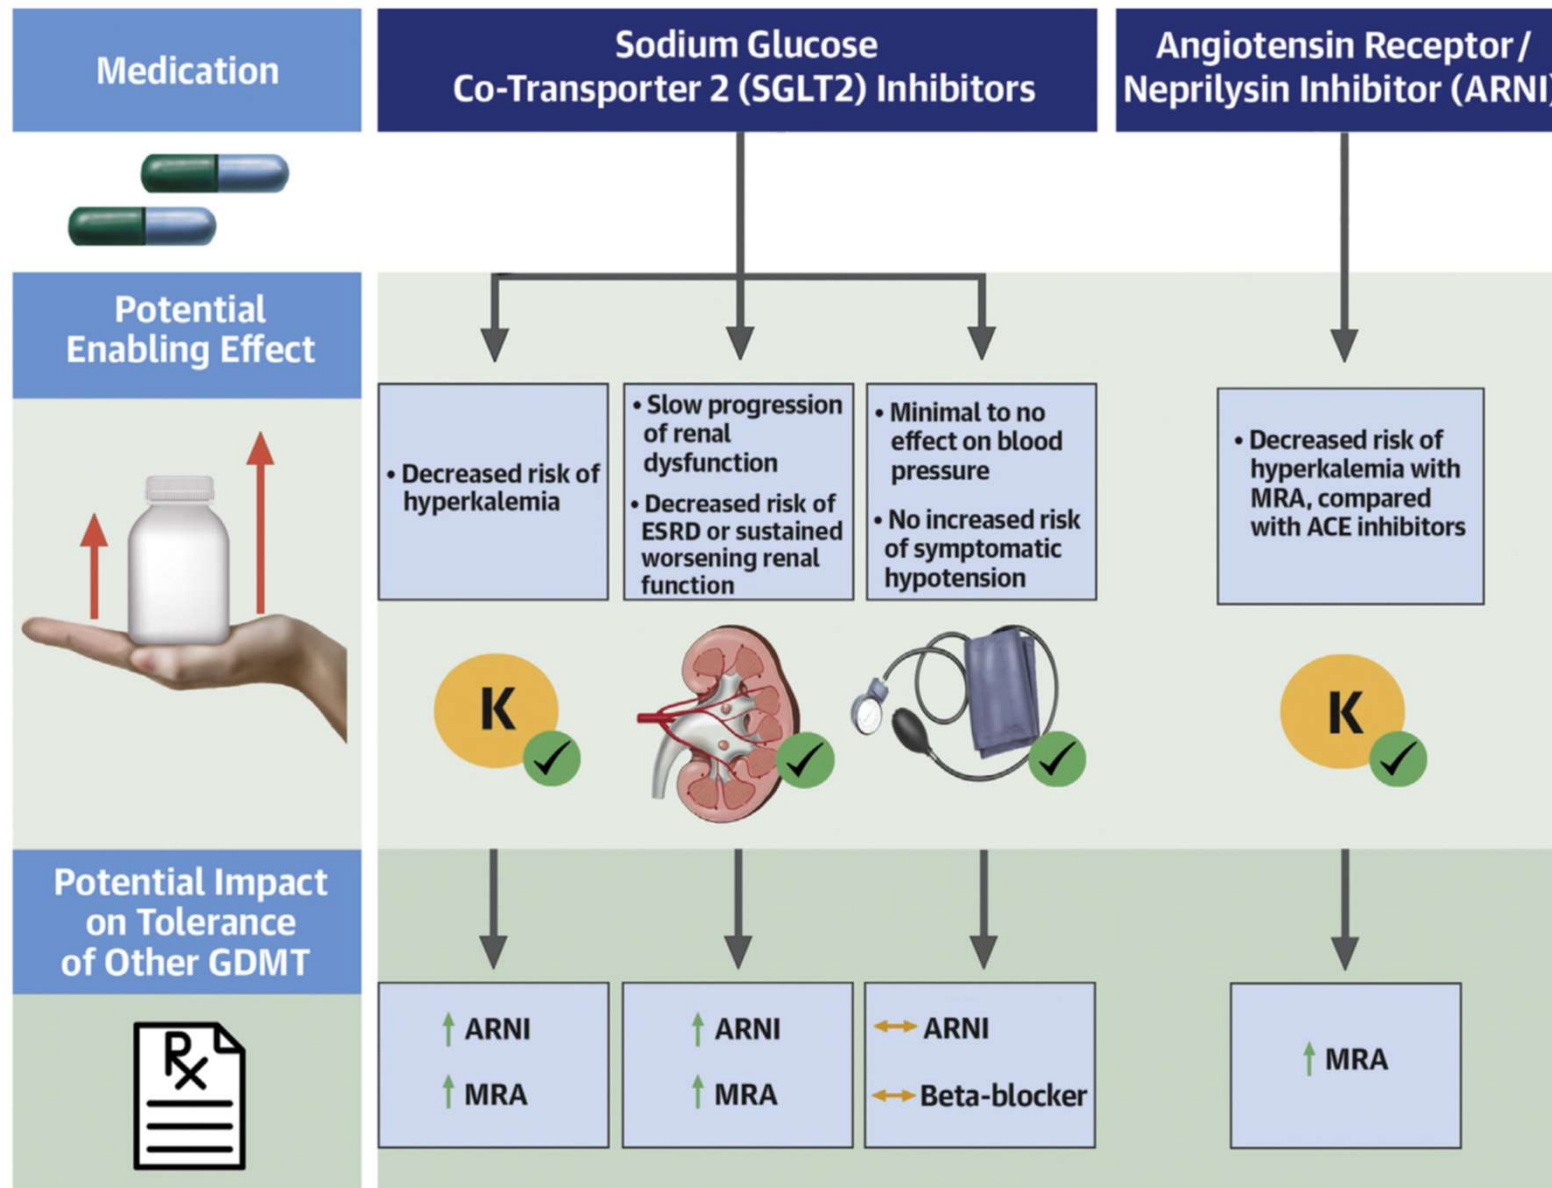 Medication
Sodium Glucose
Co-Transporter 2 (SGLT2) Inhibitors
Angiotensin Receptor/
Neprilysin Inhibitor (ARNI)
Potential
Enabling Effect
• Decreased risk of
hyperkalemia
• Slow progression
of renal
dysfunction
• Decreased risk of
ESRD or sustained
worsening renal
function
• Minimal to no
effect on blood
pressure
• No increased risk
of symptomatic
hypotension
• Decreased risk of
hyperkalemia with
MRA, compared
with ACE inhibitors
K
K
Potential Impact
on Tolerance
of Other GDMT
Rx
↑ ARNI
↑ MRA
↑ ARNI
↑ MRA
↔ ARNI
↔ Beta-blocker
↑ MRA